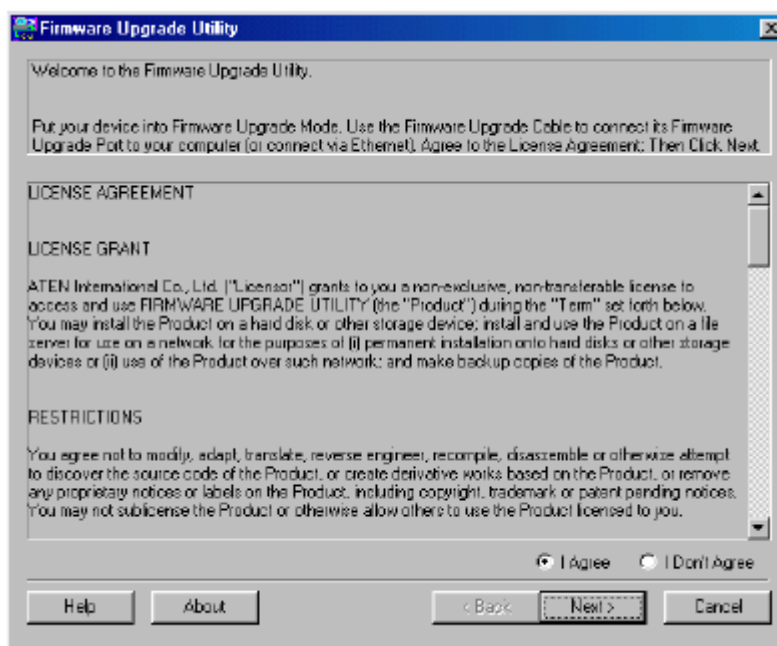 Firmware Upgrade Utility
Welcome to the Firmware Upgrade Utility.
Put your device into Firmware Upgrade Mode. Use the Firmware Upgrade Cable to connect its Firmware
Upgrade Port to your computer (or connect via Ethernet). Agree to the License Agreement; Then Click Next.
LICENSE AGREEMENT
LICENSE GRANT
ATEN International Co., Ltd. ("Licensor") grants to you a non-exclusive, non-transferable license to
access and use FIRMWARE UPGRADE UTILITY (the "Product") during the "Term" set forth below.
You may install the Product on a hard disk or other storage device; install and use the Product on a file
server for use on a network for the purposes of (i) permanent installation onto hard disks or other storage
devices or (ii) use of the Product over such network; and make backup copies of the Product.
RESTRICTIONS
You agree not to modify, adapt, translate, reverse engineer, recompile, disassemble or otherwise attempt
to discover the source code of the Product, or create derivative works based on the Product, or remove
any proprietary notices or labels on the Product, including copyright, trademark or patent pending notices.
You may not sublicense the Product or otherwise allow others to use the Product licensed to you.
I Agree I Don't Agree
Help About < Back Next > Cancel